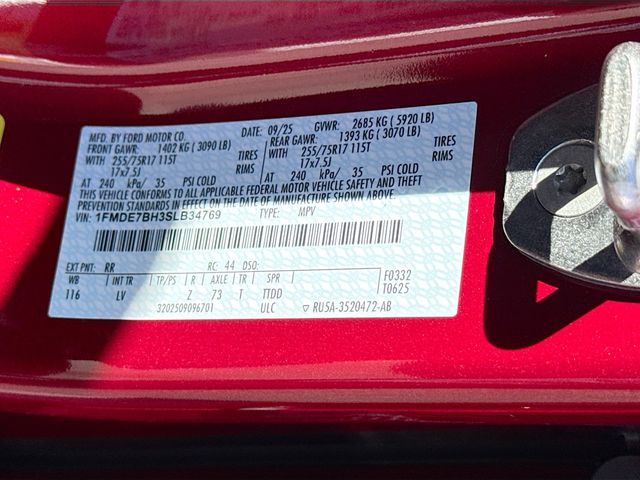 MFD. BY FORD MOTOR CO.
DATE: 09/25 GVWR: 2685 KG ( 5920 LB)
FRONT GAWR: 1402 KG ( 3090 LB)
REAR GAWR: 1393 KG ( 3070 LB)
WITH 255/75R17 115T TIRES
WITH 255/75R17 115T TIRES
17x7.5J RIMS
17x7.5J RIMS
AT 240 kPa/ 35 PSI COLD
AT 240 kPa/ 35 PSI COLD
THIS VEHICLE CONFORMS TO ALL APPLICABLE FEDERAL MOTOR VEHICLE SAFETY AND THEFT
PREVENTION STANDARDS IN EFFECT ON THE DATE OF MANUFACTURE SHOWN ABOVE.
VIN: 1FMDE7BH3SLB34769 TYPE: MPV
EXT PNT: RR RC: 44 DSO:
WB INT TR TP/PS R AXLE TR SPR
116 LV Z 73 T TTDD
F0332
T0625
3202509096701 ULC ▽ RU5A-3520472-AB